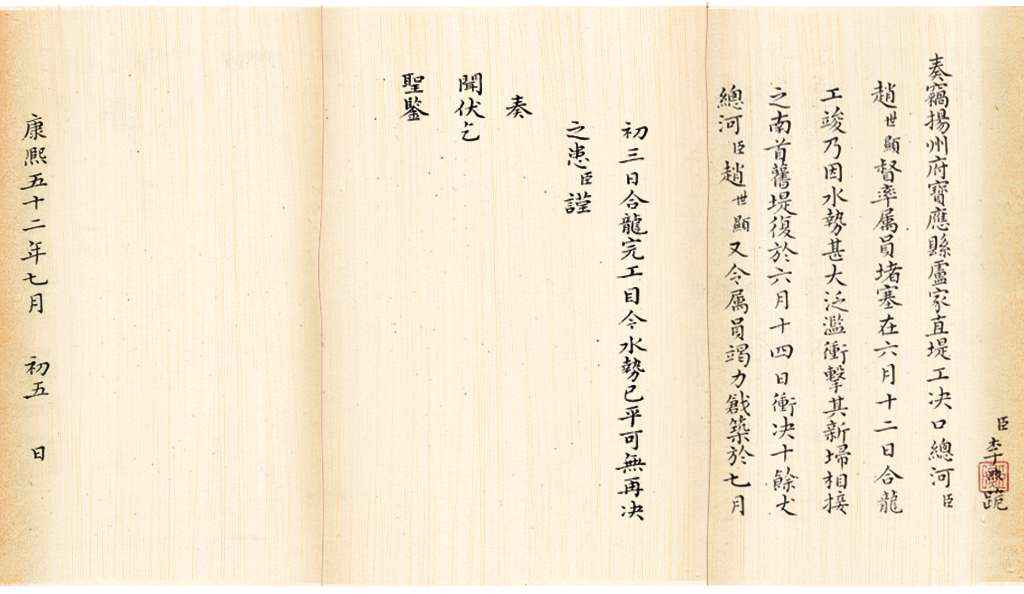 臣李煦跪
奏竊揚州府寶應縣盧家直堤工决口總河臣
趙世顯督率属員堵塞在六月十二日合龍
工竣乃因水勢甚大泛濫衝擊其新埽相接
之南首舊堤復於六月十四日衝决十餘丈
總河臣趙世顯又令属員竭力戧築於七月
初三日合龍完工目今水勢已平可無再决
之患臣謹
奏
聞伏乞
聖鑒
康熙五十二年七月初五日